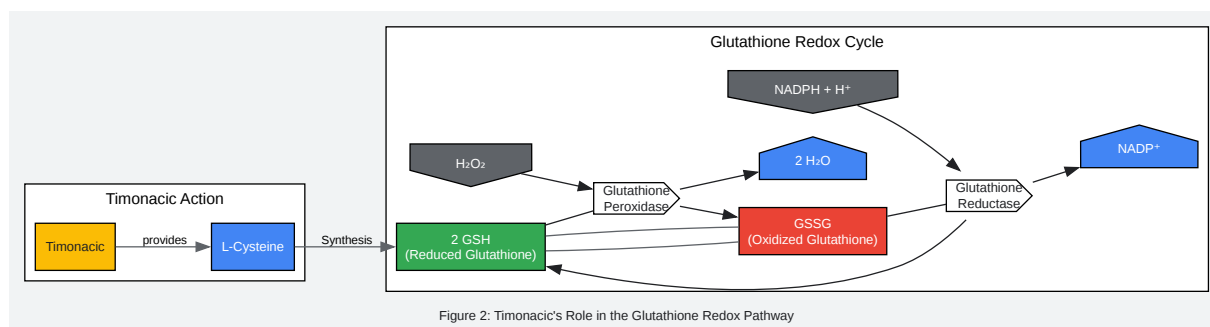 Glutathione Redox Cycle
NADPH + H⁺
H₂O₂
2 H₂O
NADP⁺
Glutathione
Peroxidase
Glutathione
Reductase
Timonacic Action
Timonacic
provides
L-Cysteine
Synthesis
2 GSH
(Reduced Glutathione)
GSSG
(Oxidized Glutathione)
Figure 2: Timonacic's Role in the Glutathione Redox Pathway